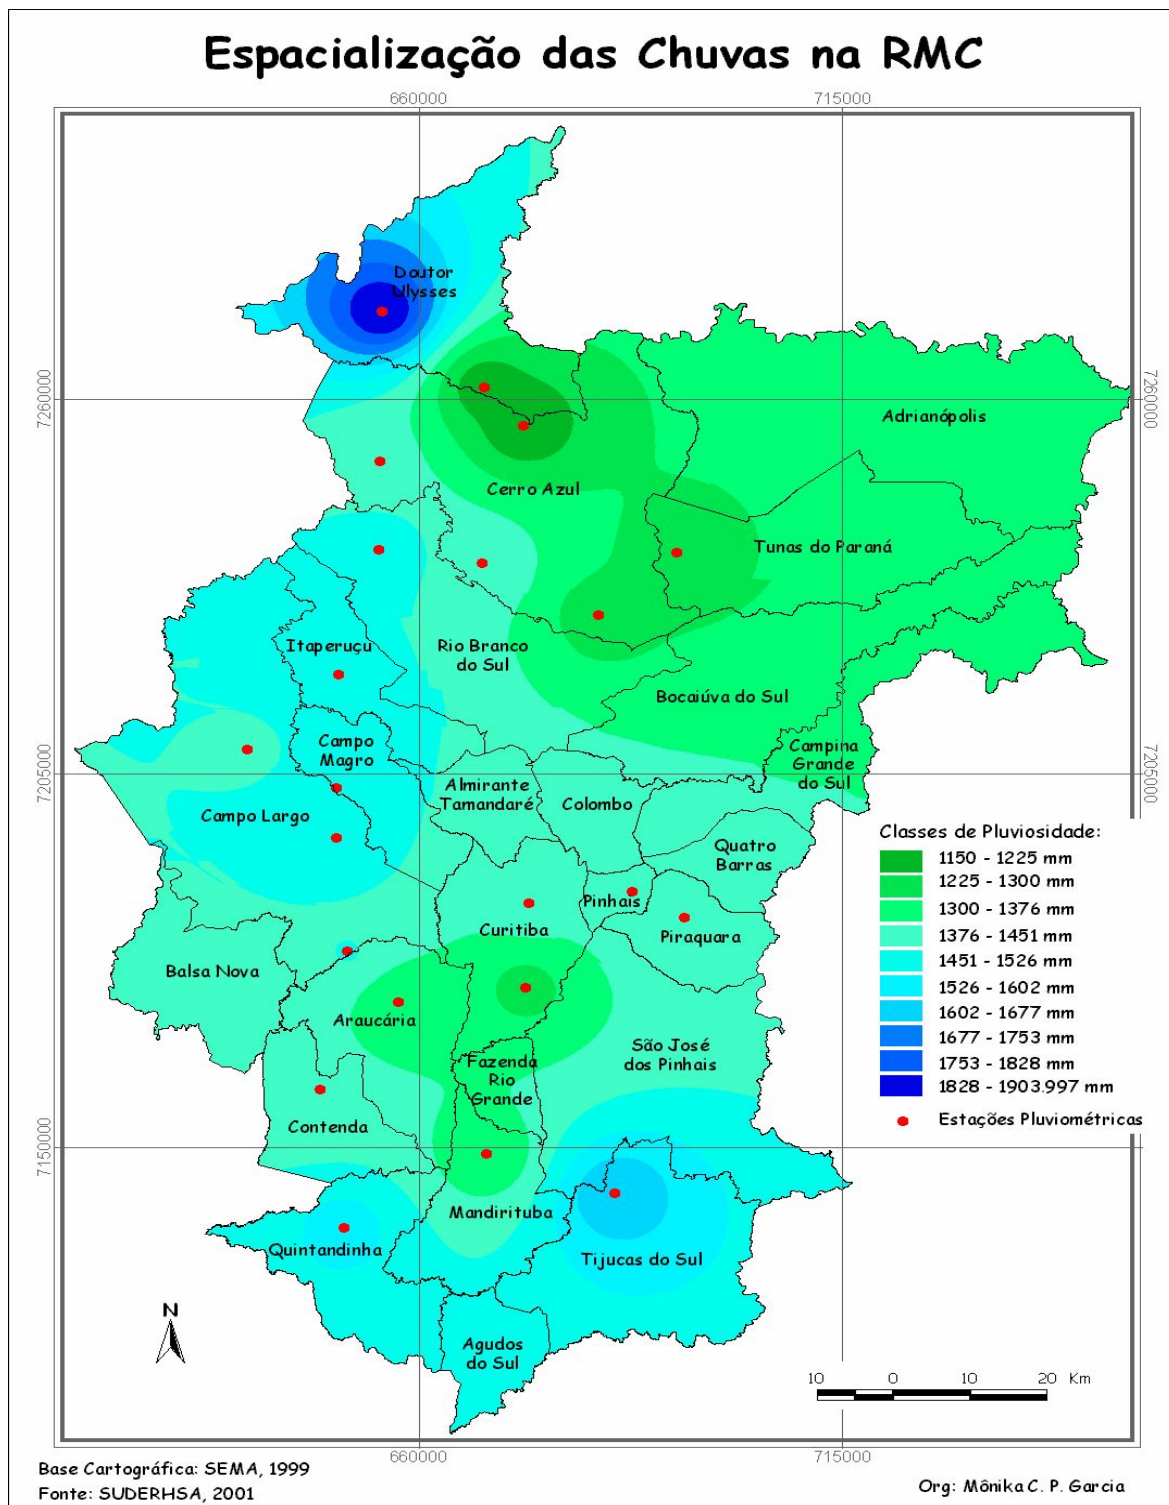 Espacialização das Chuvas na RMC
660000
715000
Doutor
Ulysses
7260000
7260000
Adrianópolis
Cerro Azul
Tunas do Paraná
Itaperuçu
Rio Branco
do Sul
Bocaiúva do Sul
Campo
Magro
Campina
Grande
do Sul
7205000
7205000
Almirante
Tamandaré
Colombo
Campo Largo
Quatro
Barras
Pinhais
Curitiba
Piraquara
Balsa Nova
Araucária
São José
dos Pinhais
Fazenda
Rio
Grande
Contenda
7150000
Mandirituba
Quintandinha
Tijucas do Sul
Agudos
do Sul
Classes de Pluviosidade:
1150 - 1225 mm
1225 - 1300 mm
1300 - 1376 mm
1376 - 1451 mm
1451 - 1526 mm
1526 - 1602 mm
1602 - 1677 mm
1677 - 1753 mm
1753 - 1828 mm
1828 - 1903.997 mm
Estações Pluviométricas
7150000
N
10 0 10 20 Km
660000
715000
Base Cartográfica: SEMA, 1999
Fonte: SUDERHSA, 2001
Org: Mônika C. P. Garcia